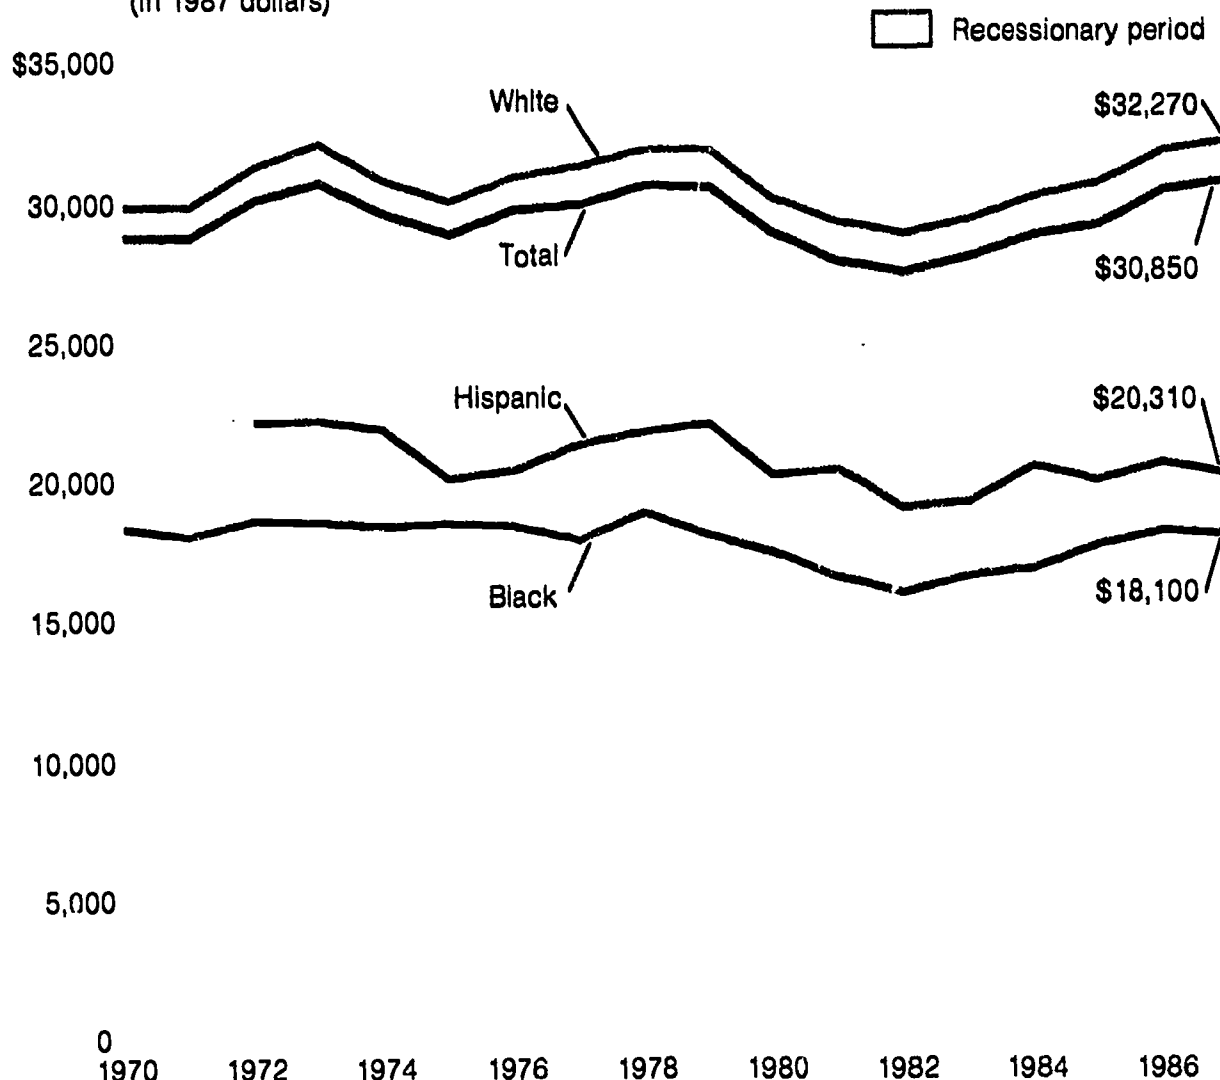 (in 1987 dollars)
Recessionary period
$35,000
White
$32,270
30,000
Total
$30,850
25,000
Hispanic
$20,310
20,000
Black
$18,100
15,000
10,000
5,000
0
1970 1972 1974 1976 1978 1980 1982 1984 1986